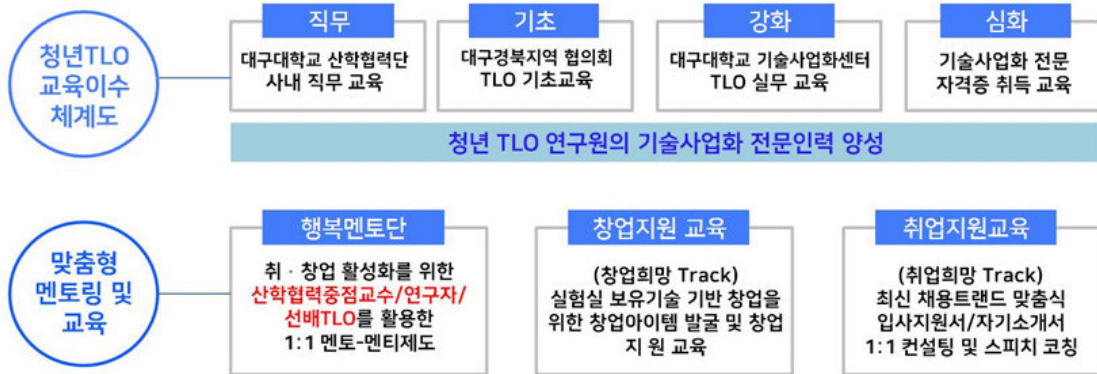 청년TLO
교육이수
체계도
직무
대구대학교 산학협력단
사내 직무 교육
기초
대구경북지역 협의회
TLO 기초교육
강화
대구대학교 기술사업화센터
TLO 실무 교육
심화
기술사업화 전문
자격증 취득 교육
청년 TLO 연구원의 기술사업화 전문인력 양성
맞춤형
멘토링 및
교육
행복멘토단
취 · 창업 활성화를 위한
산학협력중점교수/연구자/
선배TLO를 활용한
1:1 멘토-멘티제도
창업지원 교육
(창업희망 Track)
실험실 보유기술 기반 창업을
위한 창업아이템 발굴 및 창업
지 원 교육
취업지원교육
(취업희망 Track)
최신 채용트랜드 맞춤식
입사지원서/자기소개서
1:1 컨설팅 및 스피치 코칭